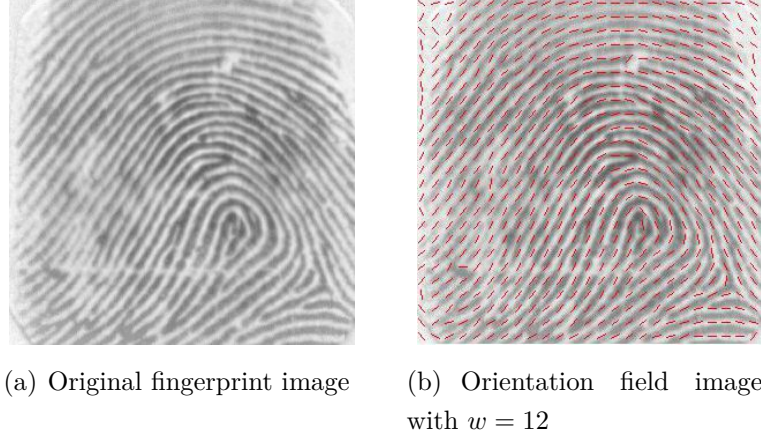 (a) Original fingerprint image
(b) Orientation field image
with w = 12